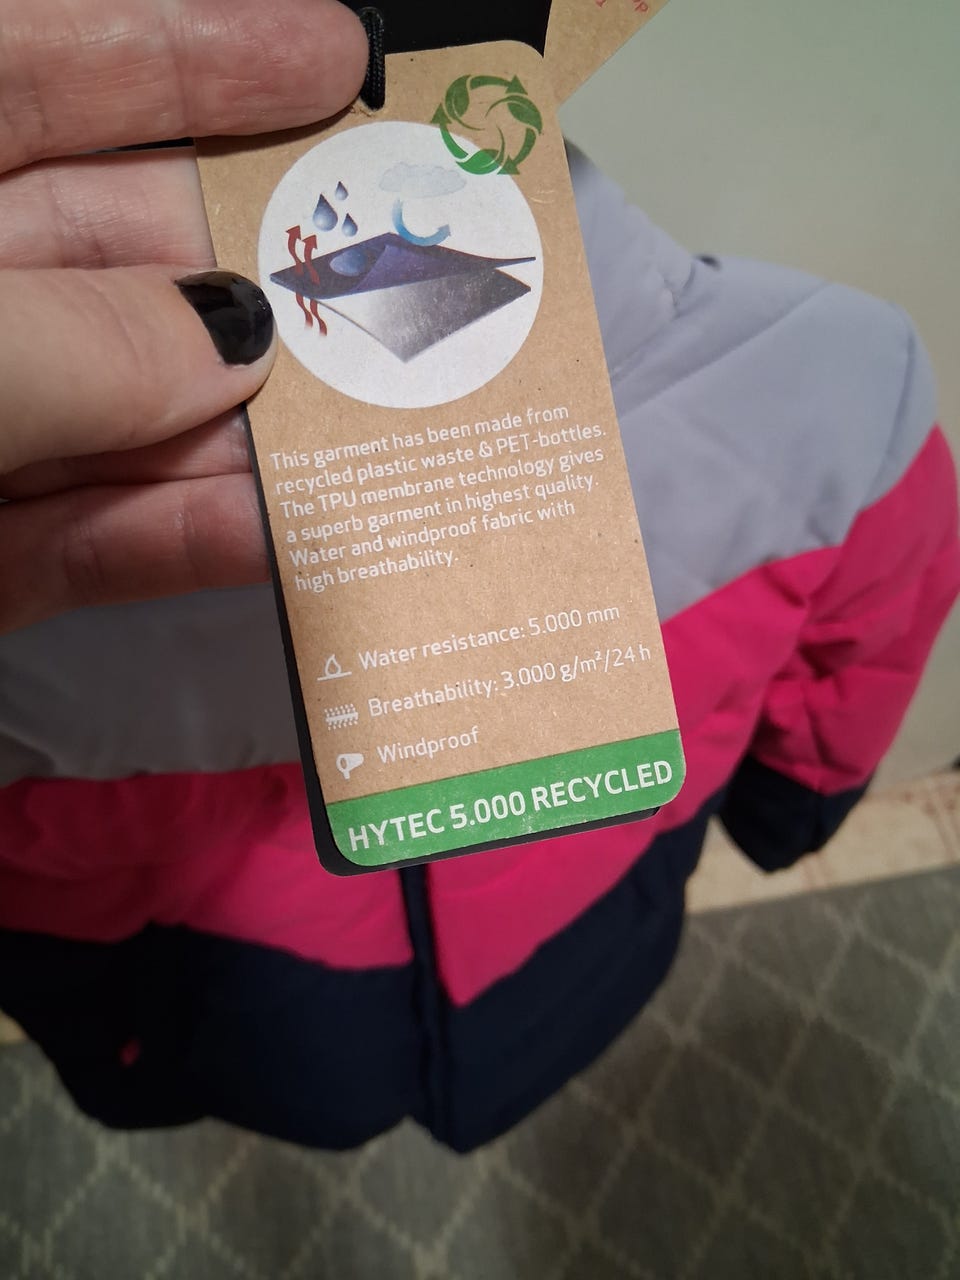 This garment has been made from
recycled plastic waste & PET-bottles.
The TPU membrane technology gives
a superb garment in highest quality.
Water and windproof fabric with
high breathability.
Water resistance: 5.000 mm
Breathability: 3.000 g/m²/24 h
Windproof
HYTEC 5.000 RECYCLED